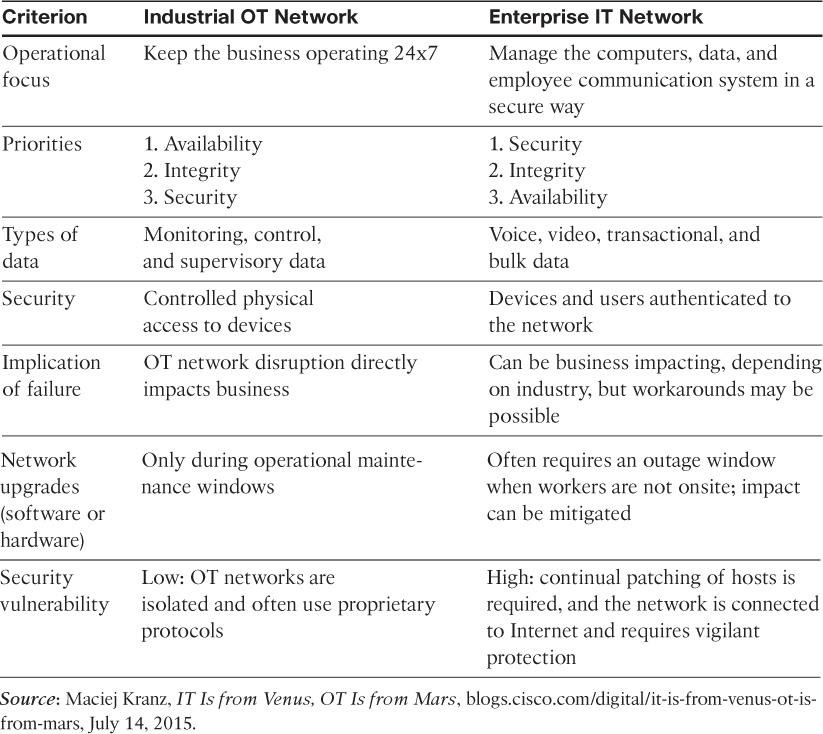 Criterion Industrial OT Network Enterprise IT Network
Operational focus
Keep the business operating 24x7
Manage the computers, data, and
employee communication system in a
secure way
Priorities
1. Availability
2. Integrity
3. Security
1. Security
2. Integrity
3. Availability
Types of
data
Monitoring, control,
and supervisory data
Voice, video, transactional, and
bulk data
Security
Controlled physical
access to devices
Devices and users authenticated to
the network
Implication
of failure
OT network disruption directly
impacts business
Can be business impacting, depending
on industry, but workarounds may be
possible
Network
upgrades
(software or
hardware)
Only during operational mainte-
nance windows
Often requires an outage window
when workers are not onsite; impact
can be mitigated
Security
vulnerability
Low: OT networks are
isolated and often use proprietary
protocols
High: continual patching of hosts is
required, and the network is connected
to Internet and requires vigilant
protection
Source: Maciej Kranz, IT Is from Venus, OT Is from Mars, blogs.cisco.com/digital/it-is-from-venus-ot-is-
from-mars, July 14, 2015.